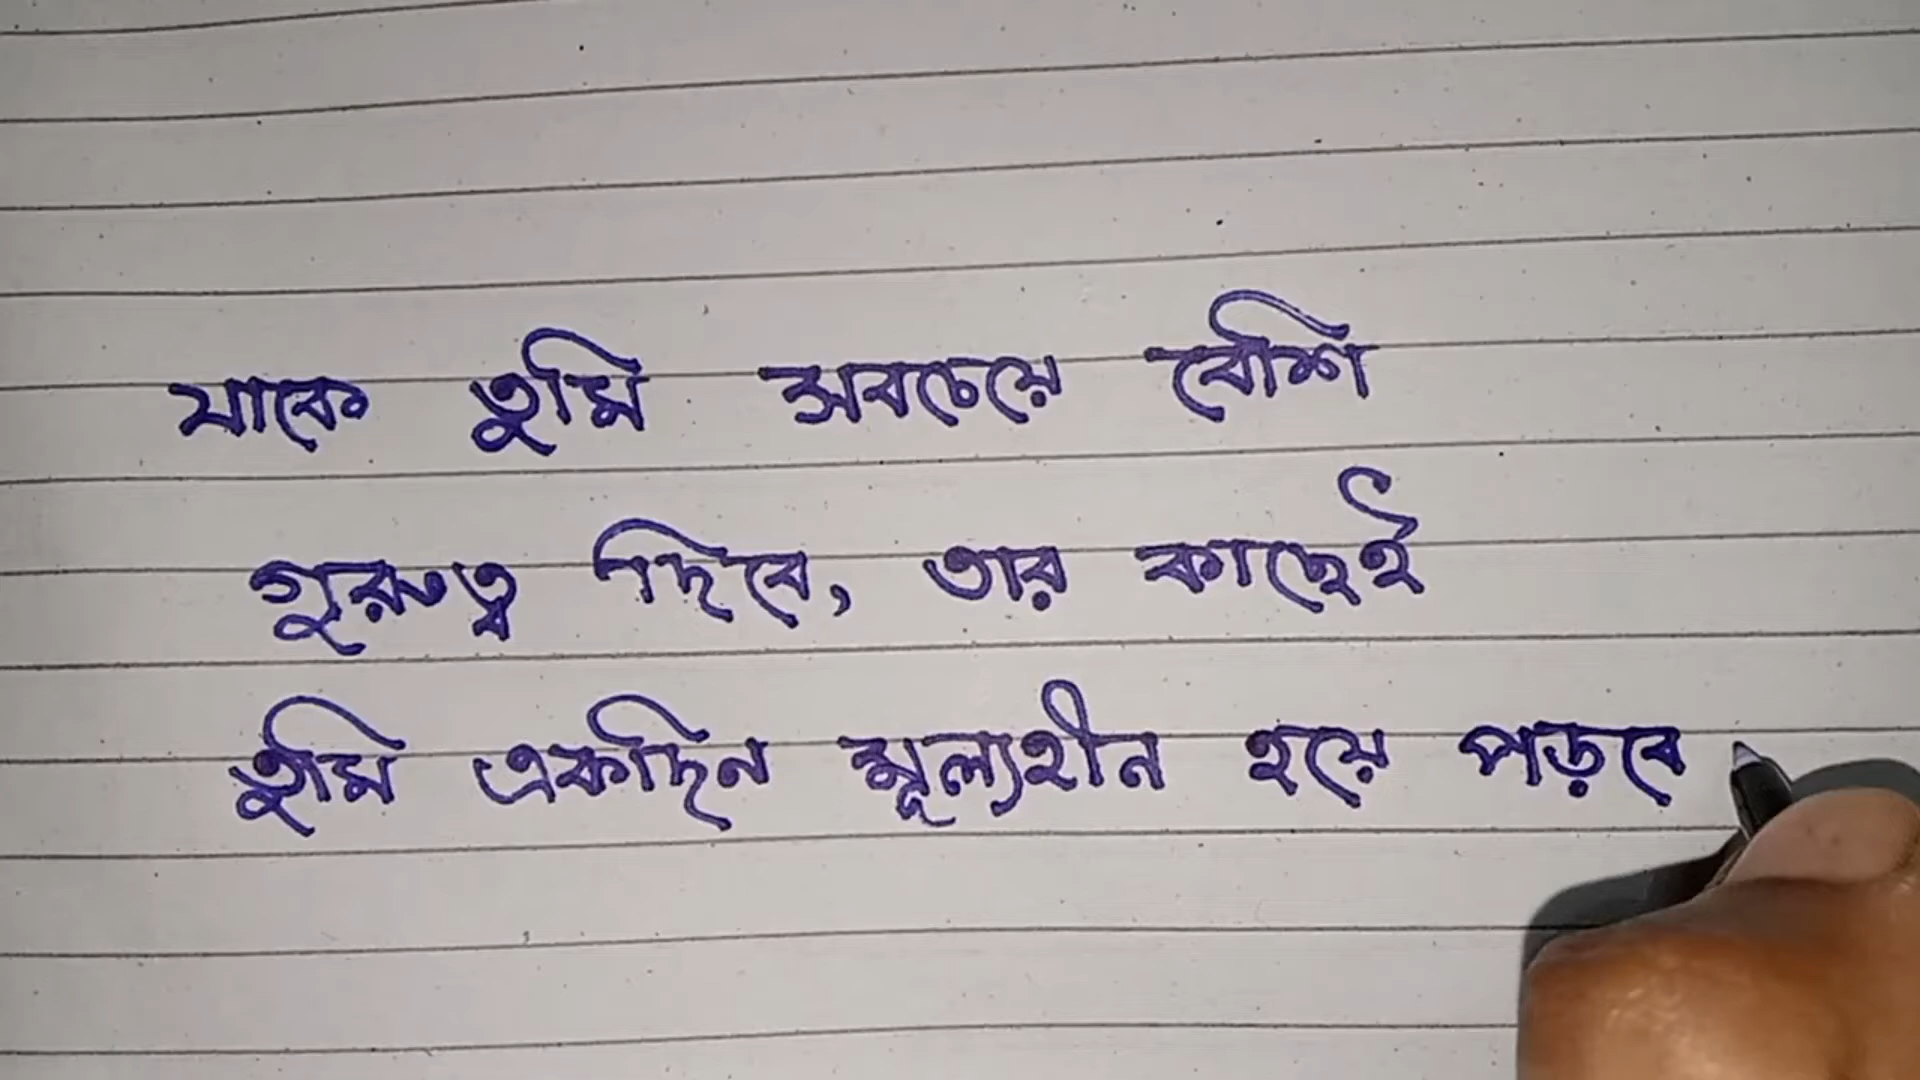 যাকে তুমি সবচেয়ে বেশি
গুরুত্ব দিবে, তার কাছেই
তুমি একদিন মূল্যহীন হয়ে পড়বে